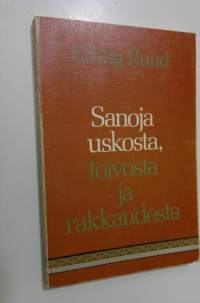 Erling Ruud
Sanoja
uskosta,
toivosta
ja
rakkaudesta